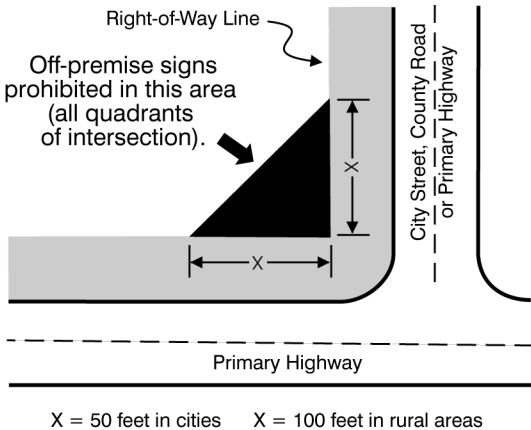 Right-of-Way Line
Off-premise signs
prohibited in this area
(all quadrants
of intersection).
X
X
City Street, County Road
or Primary Highway
Primary Highway
X = 50 feet in cities X = 100 feet in rural areas